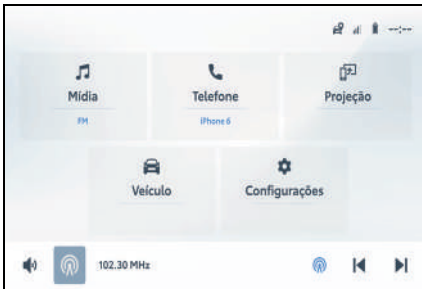 --:--
Mídia
Telefone
Projeção
FM
iPhone 6
Veículo
Configurações
102.30 MHz